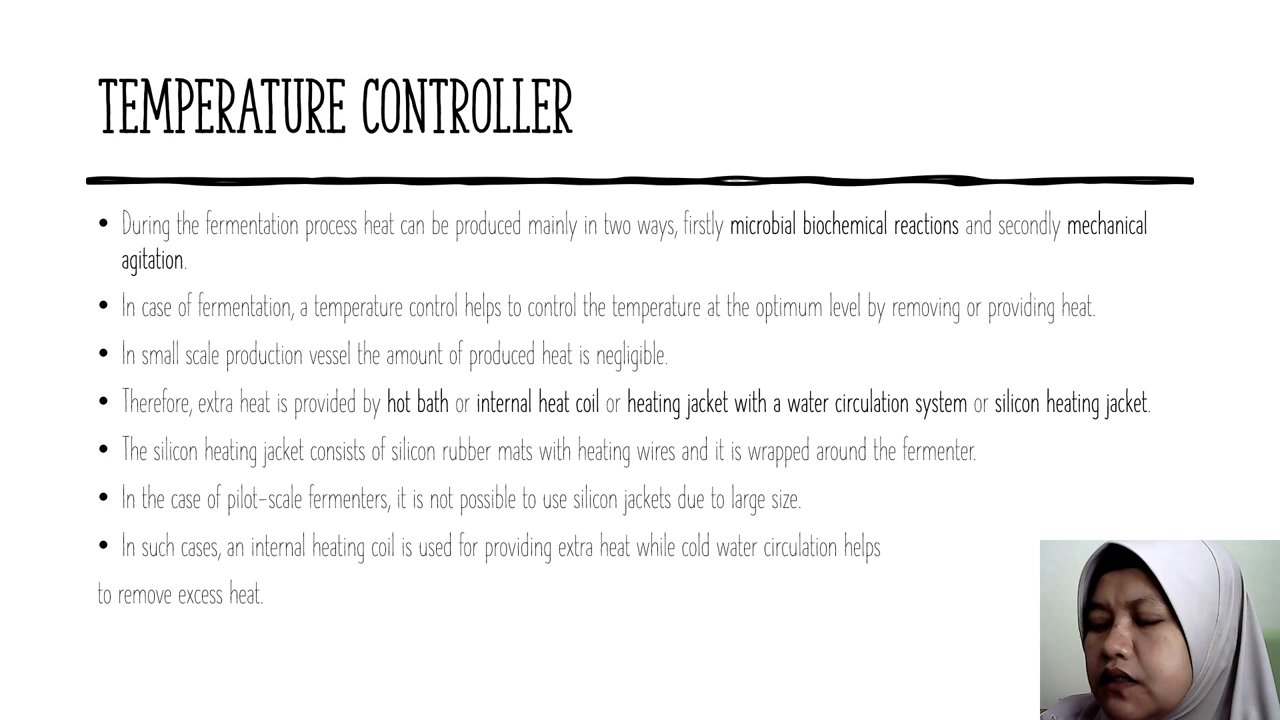 TEMPERATURE CONTROLLER
• During the fermentation process heat can be produced mainly in two ways, firstly microbial biochemical reactions and secondly mechanical
agitation.
• In case of fermentation, a temperature control helps to control the temperature at the optimum level by removing or providing heat.
• In small scale production vessel the amount of produced heat is negligible.
• Therefore, extra heat is provided by hot bath or internal heat coil or heating jacket with a water circulation system or silicon heating jacket.
• The silicon heating jacket consists of silicon rubber mats with heating wires and it is wrapped around the fermenter.
• In the case of pilot-scale fermenters, it is not possible to use silicon jackets due to large size.
• In such cases, an internal heating coil is used for providing extra heat while cold water circulation helps
to remove excess heat.